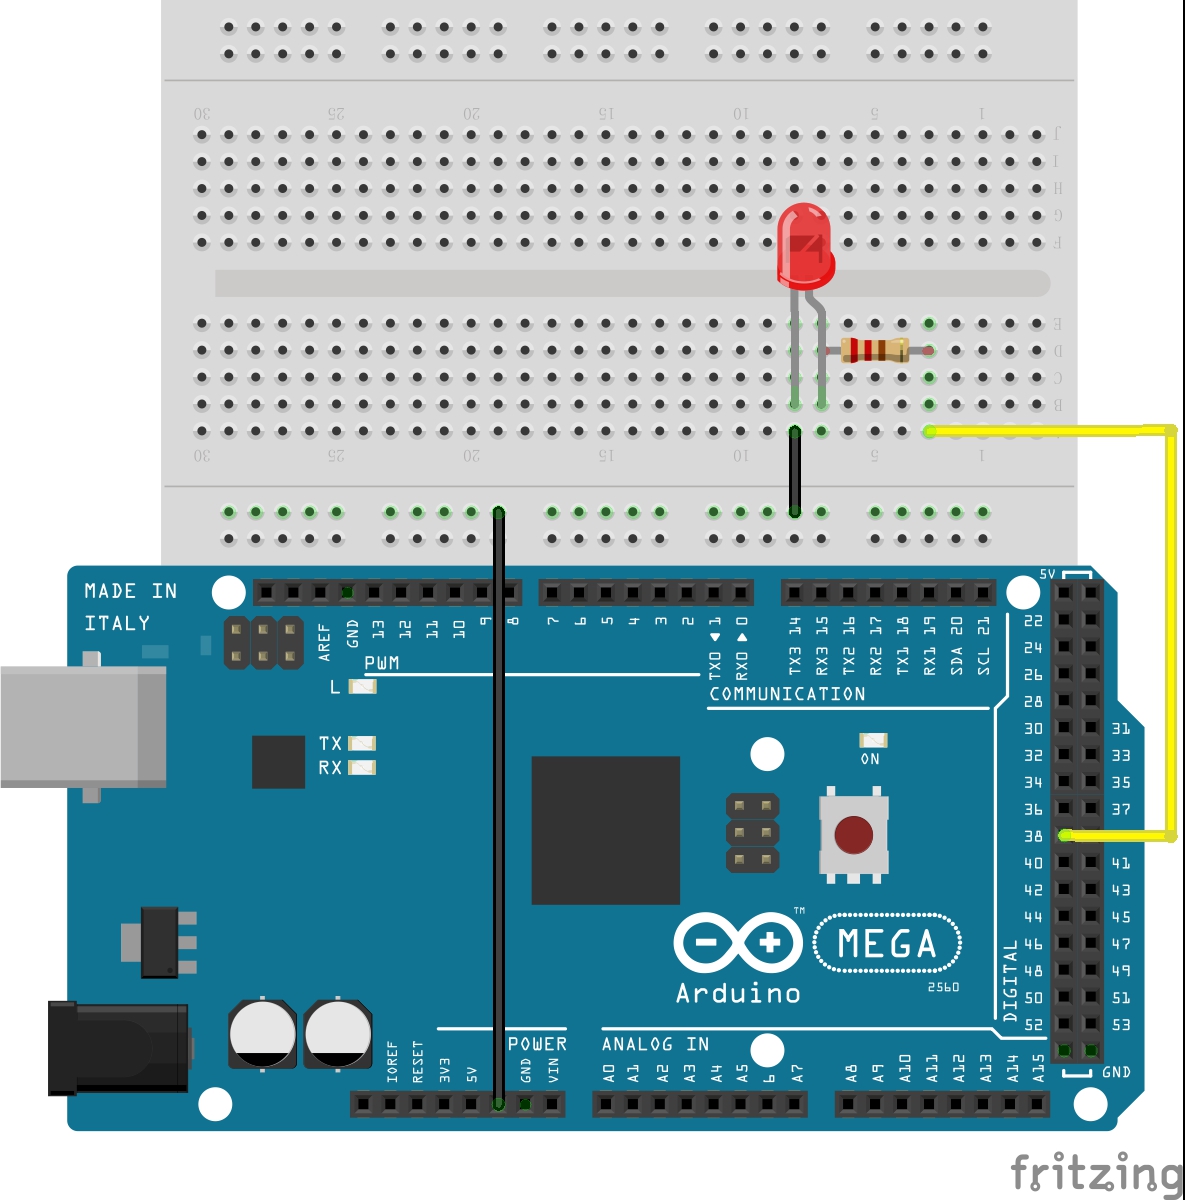 30 25 20 15 10 5 1
J
I
H
G
F
E
D
C
B
30 25 20 15 10 5 1
MADE IN
ITALY
AREF GND 13 12 11 10 9 8 7 6 5 4 3 2 TX0 1 RX0 0 TX3 14 RX3 15 TX2 16 RX2 17 TX1 18 RX1 19 SDA 20 SCL 21
5V
22
24
26
28
30 31
32 33
34 35
36 37
38
40 41
42 43
44 45
46 47
48 49
50 51
52 53
GND
DIGITAL
PWM
L
COMMUNICATION
TX
RX
ON
TM
MEGA
Arduino
2560
POWER
ANALOG IN
IOREF RESET 3V3 5V GND VIN A0 A1 A2 A3 A4 A5 6 A7 A8 A9 A10 A11 A12 A13 A14 A15
fritzing